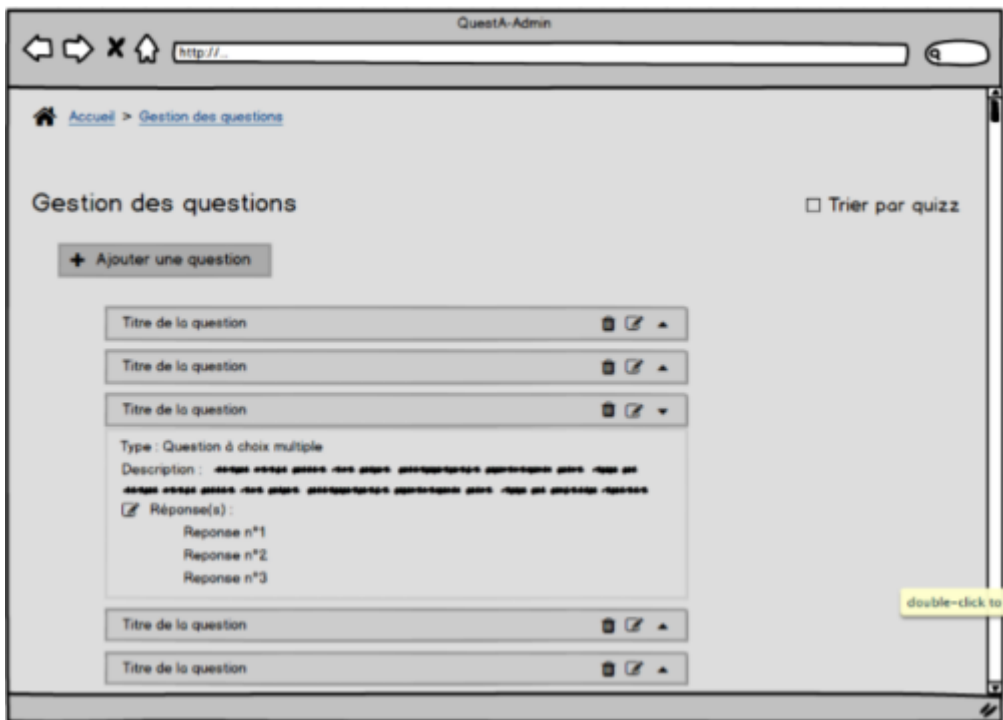 QuestA-Admin
http://..
Accueil > Gestion des questions
Gestion des questions
Trier par quizz
+ Ajouter une question
Titre de la question
Titre de la question
Titre de la question
Type : Question à choix multiple
Description :
Réponse(s) :
Reponse n°1
Reponse n°2
Reponse n°3
double-click to
Titre de la question
Titre de la question